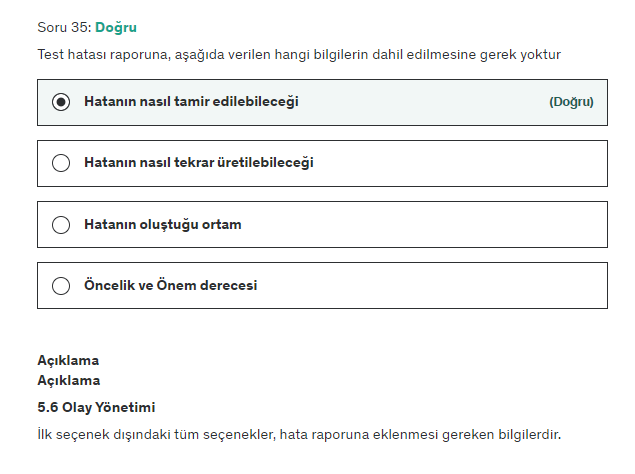 Soru 35: Doğru
Test hatası raporuna, aşağıda verilen hangi bilgilerin dahil edilmesine gerek yoktur
Hatanın nasıl tamir edilebileceği (Doğru)
Hatanın nasıl tekrar üretilebileceği
Hatanın oluştuğu ortam
Öncelik ve Önem derecesi
Açıklama
Açıklama
5.6 Olay Yönetimi
İlk seçenek dışındaki tüm seçenekler, hata raporuna eklenmesi gereken bilgilerdir.